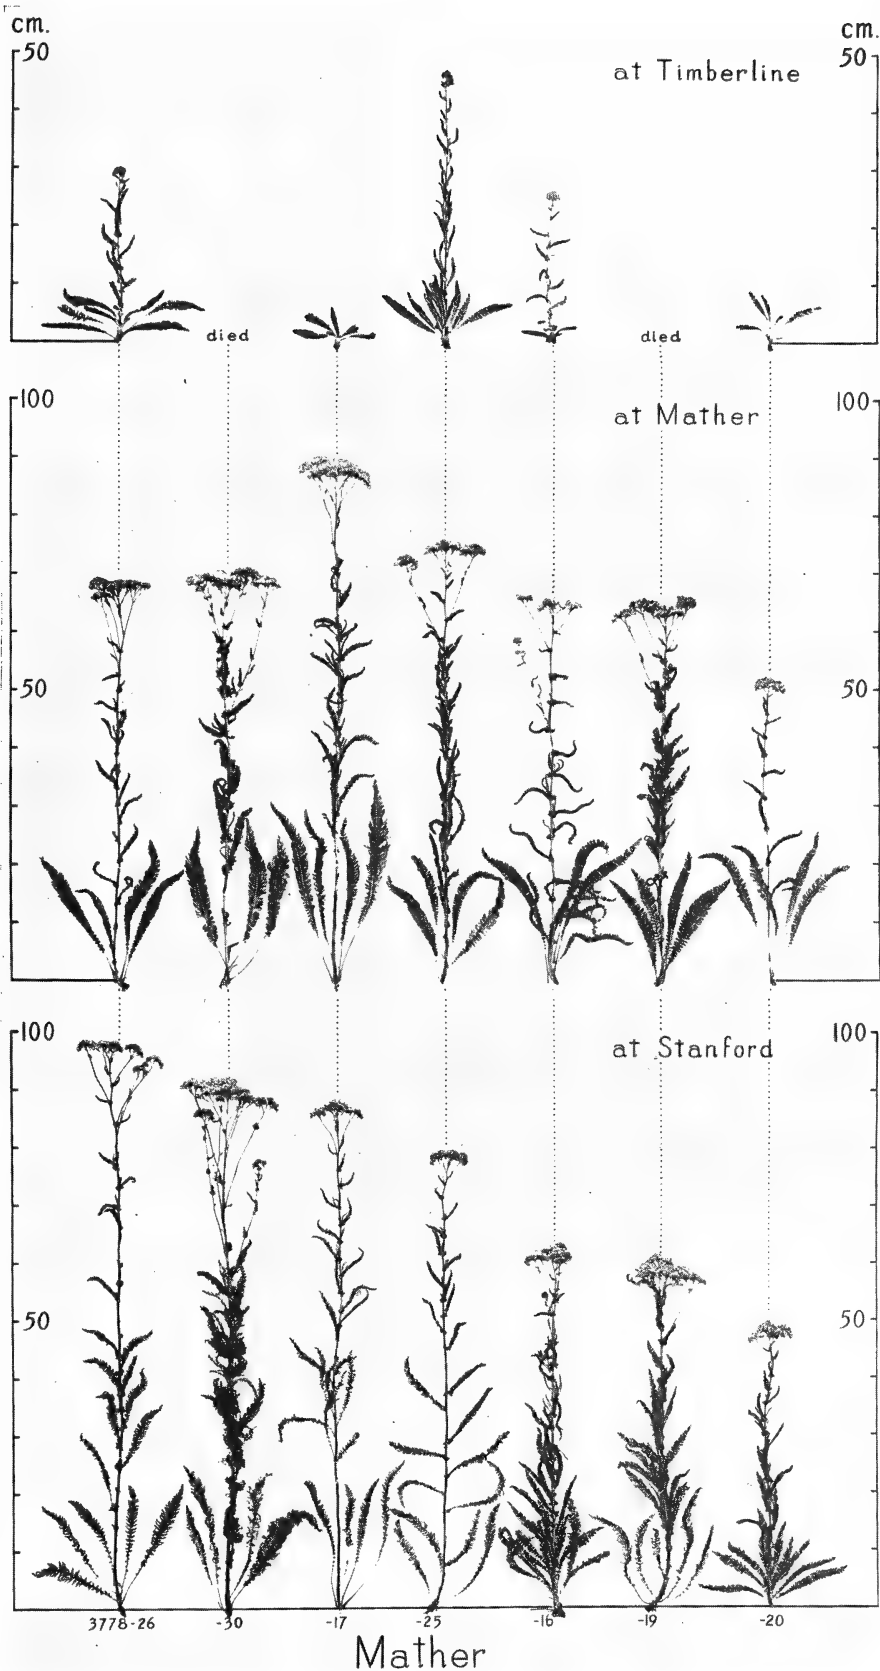 cm. cm.
50 50
at Timberline
died died
100 100
at Mather
50 50
100 100
at Stanford
50 50
3778-26 -30 -17 -25 -16 -19 -20
Mather